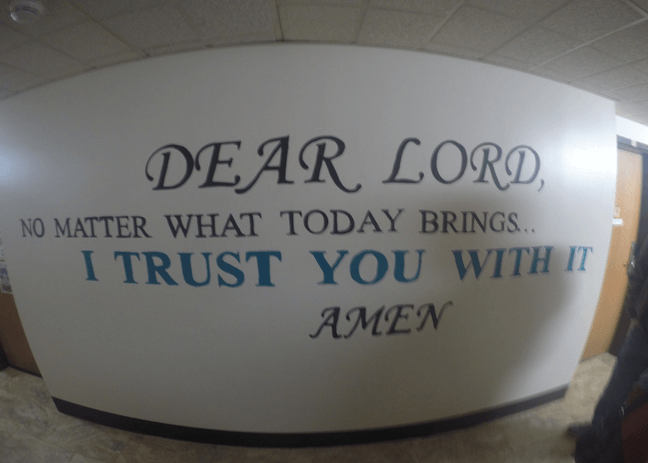 DEAR LORD,
NO MATTER WHAT TODAY BRINGS...
I TRUST YOU WITH IT
AMEN